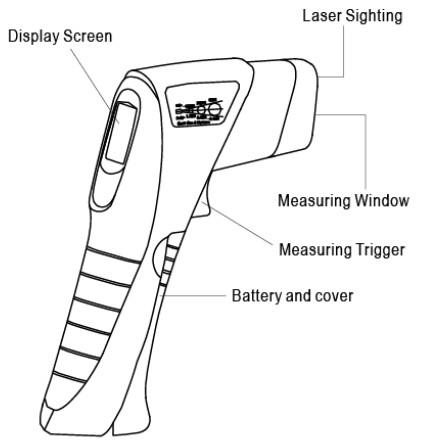 Laser Sighting
Display Screen
Measuring Window
Measuring Trigger
Battery and cover